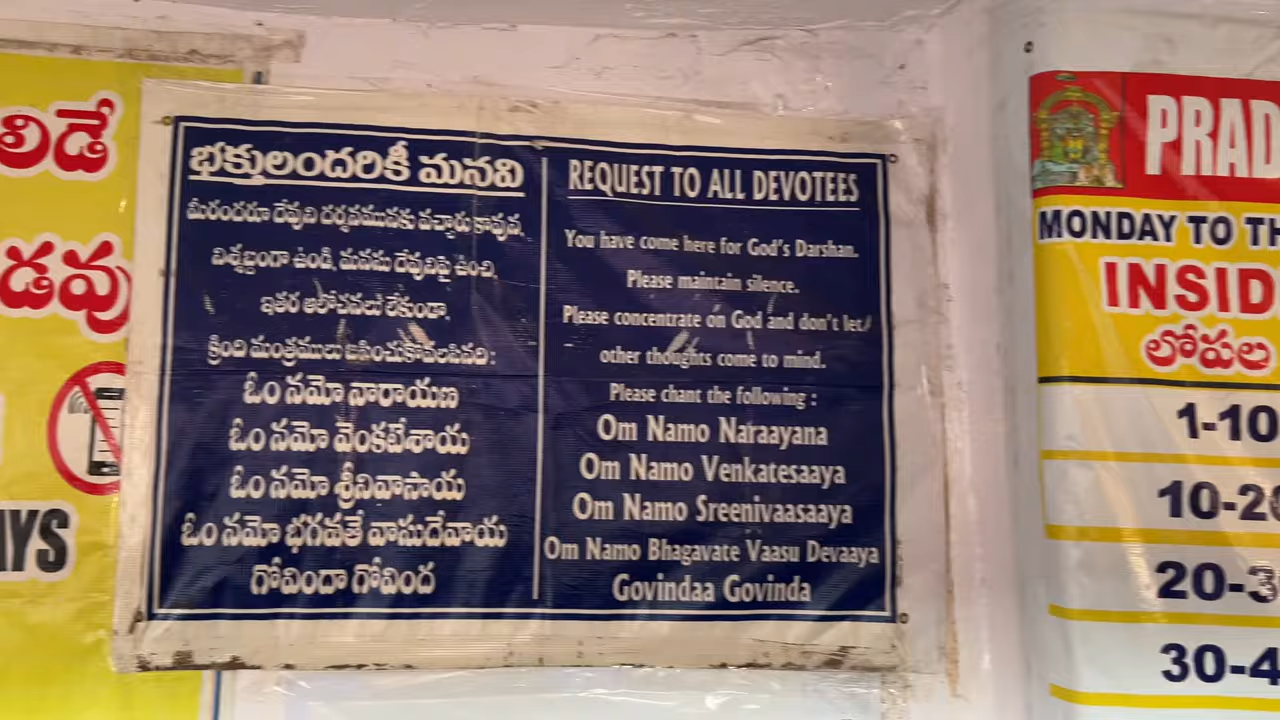 లిడే
డవు
AYS
భక్తులందరికీ మనవి
మీరందరూ దేవుని దర్శనమునకు వచ్చారు కావున,
నిశ్శబ్దంగా ఉండి, మనసు దేవునిపై ఉంచి,
ఇతర ఆలోచనలు లేకుండా,
క్రింది మంత్రములు జపించుకోవలసినది :
ఓం నమో నారాయణ
ఓం నమో వెంకటేశాయ
ఓం నమో శ్రీనివాసాయ
ఓం నమో భగవతే వాసుదేవాయ
గోవిందా గోవింద
REQUEST TO ALL DEVOTEES
You have come here for God's Darshan.
Please maintain silence.
Please concentrate on God and don't let
other thoughts come to mind.
Please chant the following :
Om Namo Naraayana
Om Namo Venkatesaaya
Om Namo Sreenivaasaaya
Om Namo Bhagavate Vaasu Devaaya
Govindaa Govinda
PRAD
MONDAY TO TH
INSID
లోపల
1-10
10-20
20-3
30-4